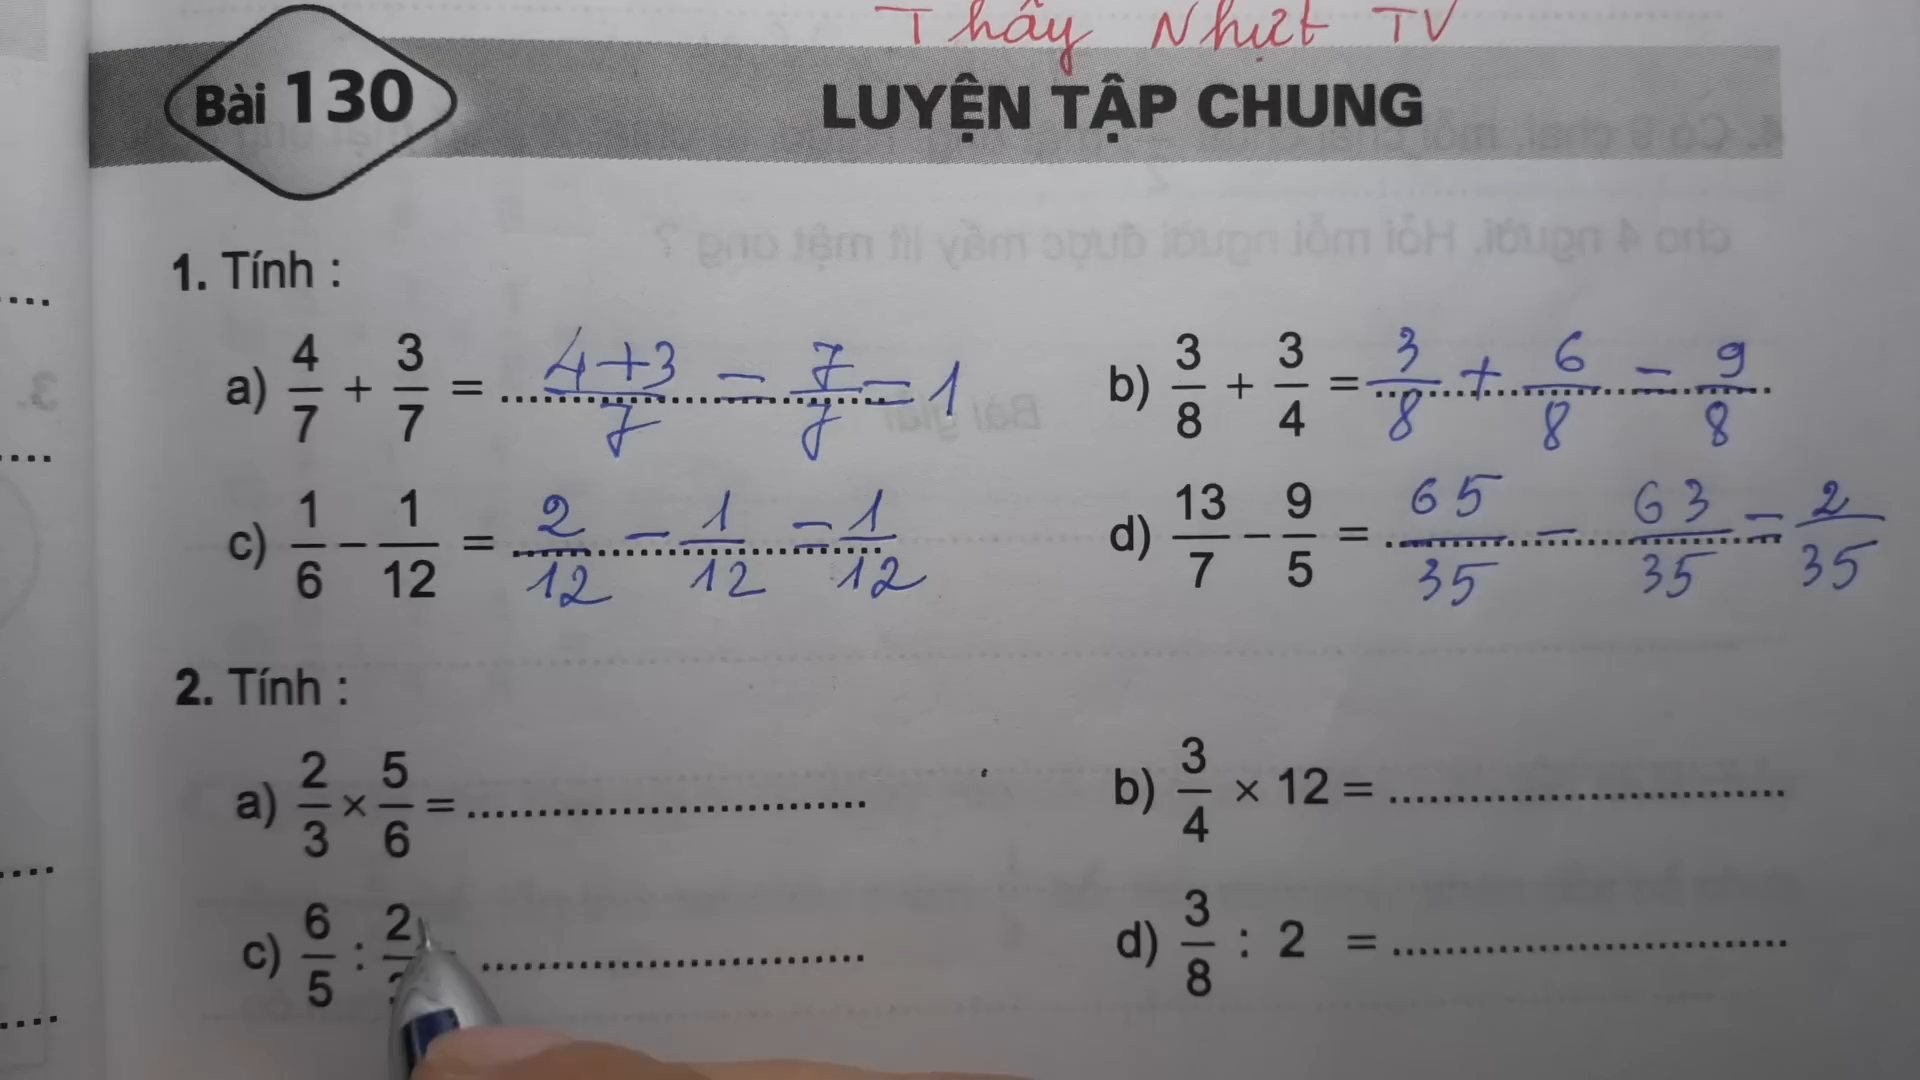 Thầy Nhựt TV
Bài 130 LUYỆN TẬP CHUNG
1. Tính :
a) 4/7 + 3/7 = 4+3/7 = 7/7 = 1 b) 3/8 + 3/4 = 3/8 + 6/8 = 9/8
c) 1/6 − 1/12 = 2/12 − 1/12 = 1/12 d) 13/7 − 9/5 = 65/35 − 63/35 = 2/35
2. Tính :
a) 2/3 × 5/6 = .............................. b) 3/4 × 12 = ..............................
c) 6/5 : 2 .............................. d) 3/8 : 2 = ..............................